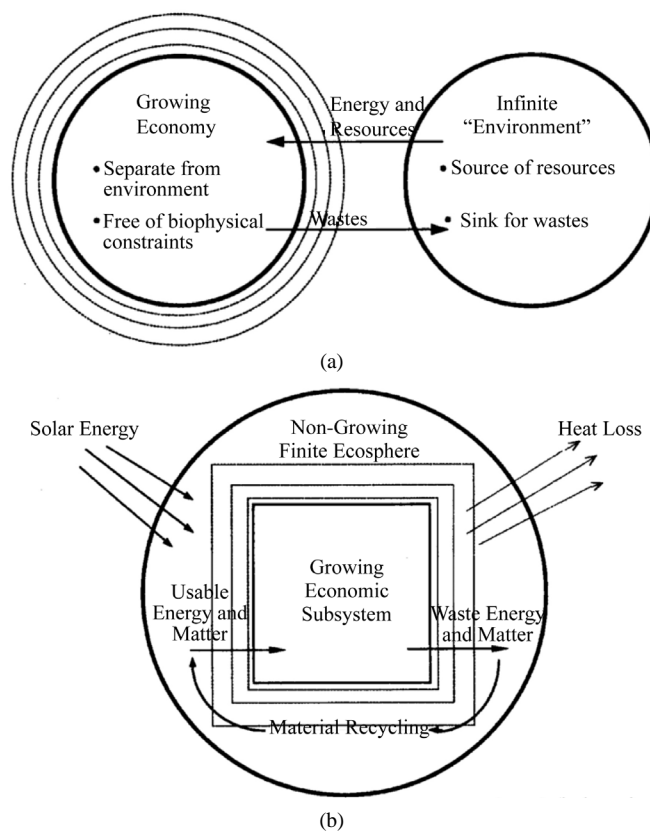 Growing
Economy
• Separate from
environment
• Free of biophysical
constraints
Energy and
Resources
Wastes
Infinite
"Environment"
• Source of resources
• Sink for wastes
(a)
Solar Energy
Non-Growing
Finite Ecosphere
Heat Loss
Usable
Energy and
Matter
Growing
Economic
Subsystem
Waste Energy
and Matter
Material Recycling
(b)